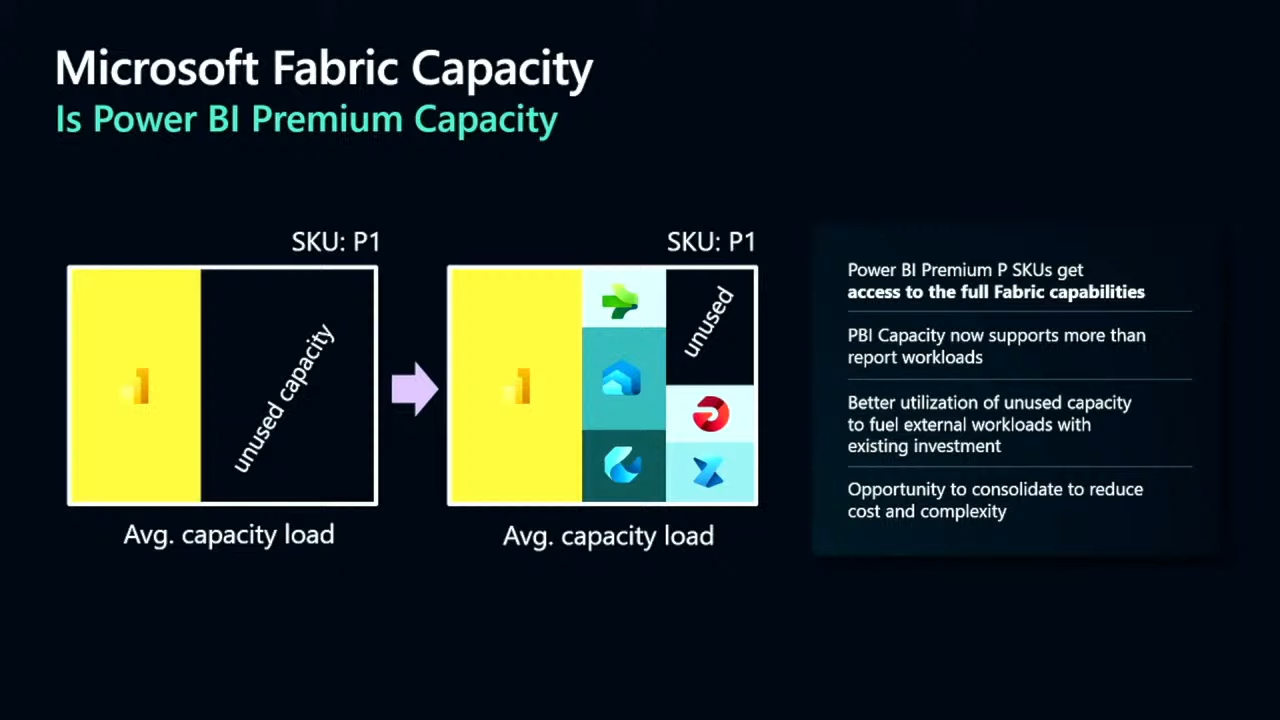 Microsoft Fabric Capacity
Is Power BI Premium Capacity
SKU: P1
unused capacity
Avg. capacity load
SKU: P1
unused
Avg. capacity load
Power BI Premium P SKUs get
access to the full Fabric capabilities
PBI Capacity now supports more than
report workloads
Better utilization of unused capacity
to fuel external workloads with
existing investment
Opportunity to consolidate to reduce
cost and complexity